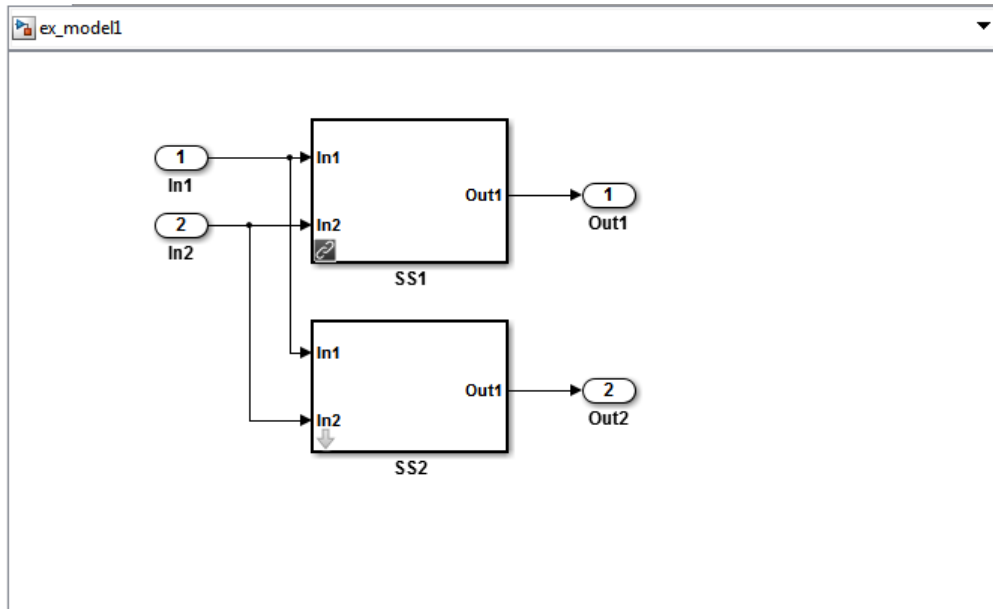 ex_model1
1
In1
2
In2
In1
In2
Out1
SS1
1
Out1
In1
In2
Out1
SS2
2
Out2